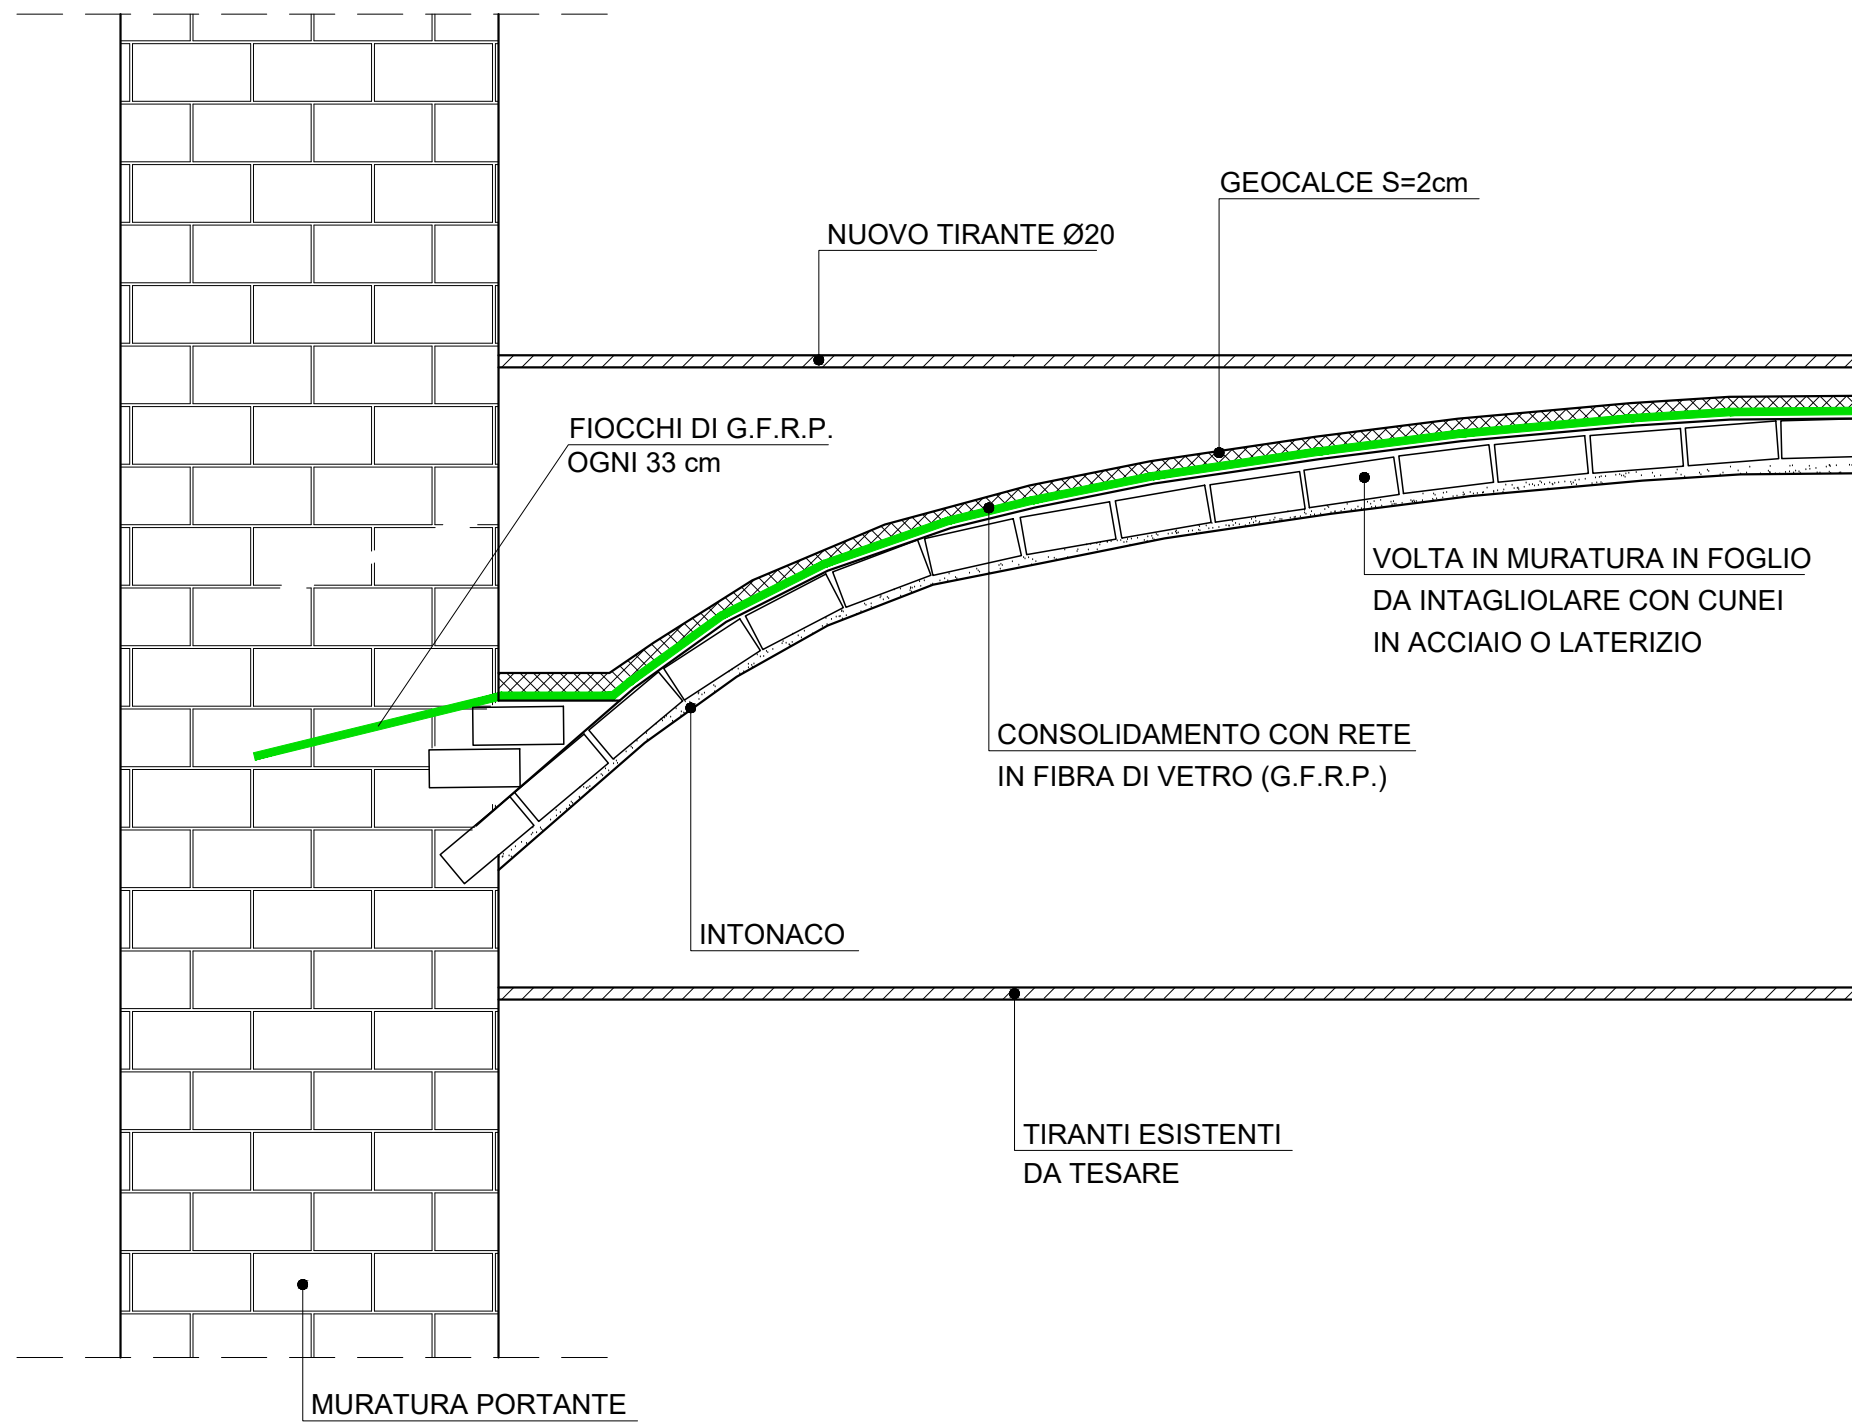 GEOCALCE S=2cm
NUOVO TIRANTE Ø20
FIOCCHI DI G.F.R.P.
OGNI 33 cm
VOLTA IN MURATURA IN FOGLIO
DA INTAGLIOLARE CON CUNEI
IN ACCIAIO O LATERIZIO
CONSOLIDAMENTO CON RETE
IN FIBRA DI VETRO (G.F.R.P.)
INTONACO
TIRANTI ESISTENTI
DA TESARE
MURATURA PORTANTE